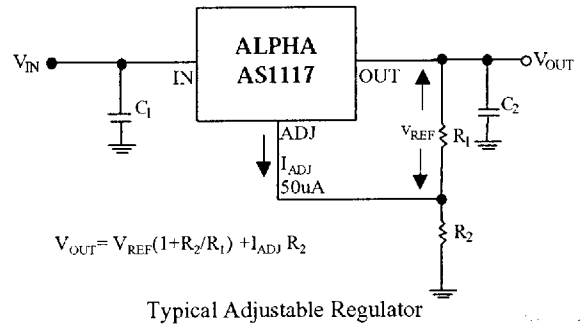 ALPHA
AS1117
V_IN
IN
OUT
V_OUT
C_1
ADJ
I_ADJ
50uA
V_REF
R_1
C_2
R_2
V_OUT= V_REF(1+R_2/R_1) +I_ADJ R_2
Typical Adjustable Regulator